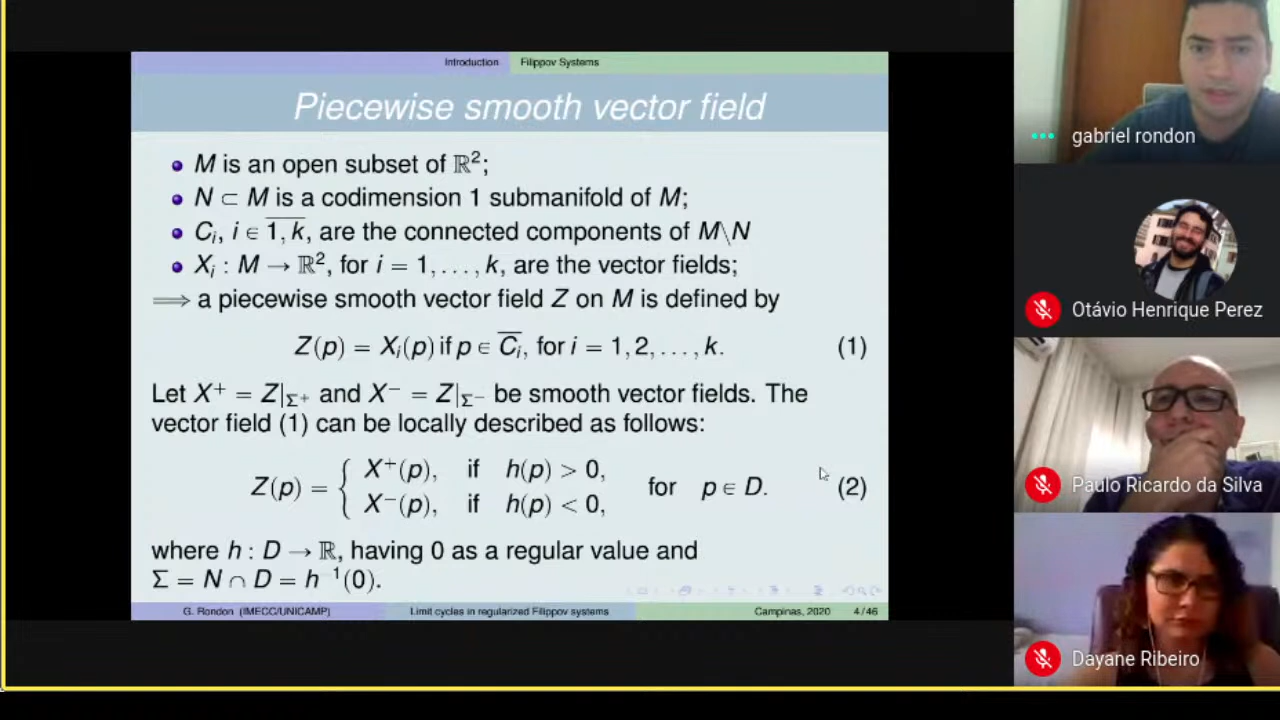 Introduction Filippov Systems
Piecewise smooth vector field
M is an open subset of ℝ²;
N ⊂ M is a codimension 1 submanifold of M;
Cᵢ, i ∈ 1, k̅, are the connected components of M\N
Xᵢ : M → ℝ², for i = 1, . . . , k, are the vector fields;
⟹ a piecewise smooth vector field Z on M is defined by
Z(p) = Xᵢ(p) if p ∈ C̅ᵢ, for i = 1, 2, . . . , k. (1)
Let X⁺ = Z|Σ⁺ and X⁻ = Z|Σ⁻ be smooth vector fields. The
vector field (1) can be locally described as follows:
Z(p) = { X⁺(p), if h(p) > 0,
X⁻(p), if h(p) < 0, for p ∈ D. (2)
where h : D → ℝ, having 0 as a regular value and
Σ = N ∩ D = h⁻¹(0).
G. Rondon (IMECC/UNICAMP) Limit cycles in regularized Filippov systems Campinas, 2020 4/46
gabriel rondon
Otávio Henrique Perez
Paulo Ricardo da Silva
Dayane Ribeiro